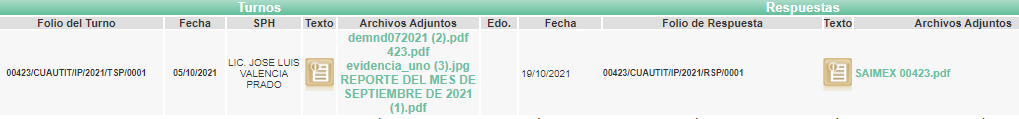 Turnos Respuestas
Folio del Turno Fecha SPH Texto Archivos Adjuntos Edo. Fecha Folio de Respuesta Texto Archivos Adjuntos
00423/CUAUTIT/IP/2021/TSP/0001 05/10/2021
LIC. JOSE LUIS
VALENCIA
PRADO
demnd072021 (2).pdf
423.pdf
evidencia_uno (3).jpg
REPORTE DEL MES DE
SEPTIEMBRE DE 2021
(1).pdf
19/10/2021 00423/CUAUTIT/IP/2021/RSP/0001 SAIMEX 00423.pdf